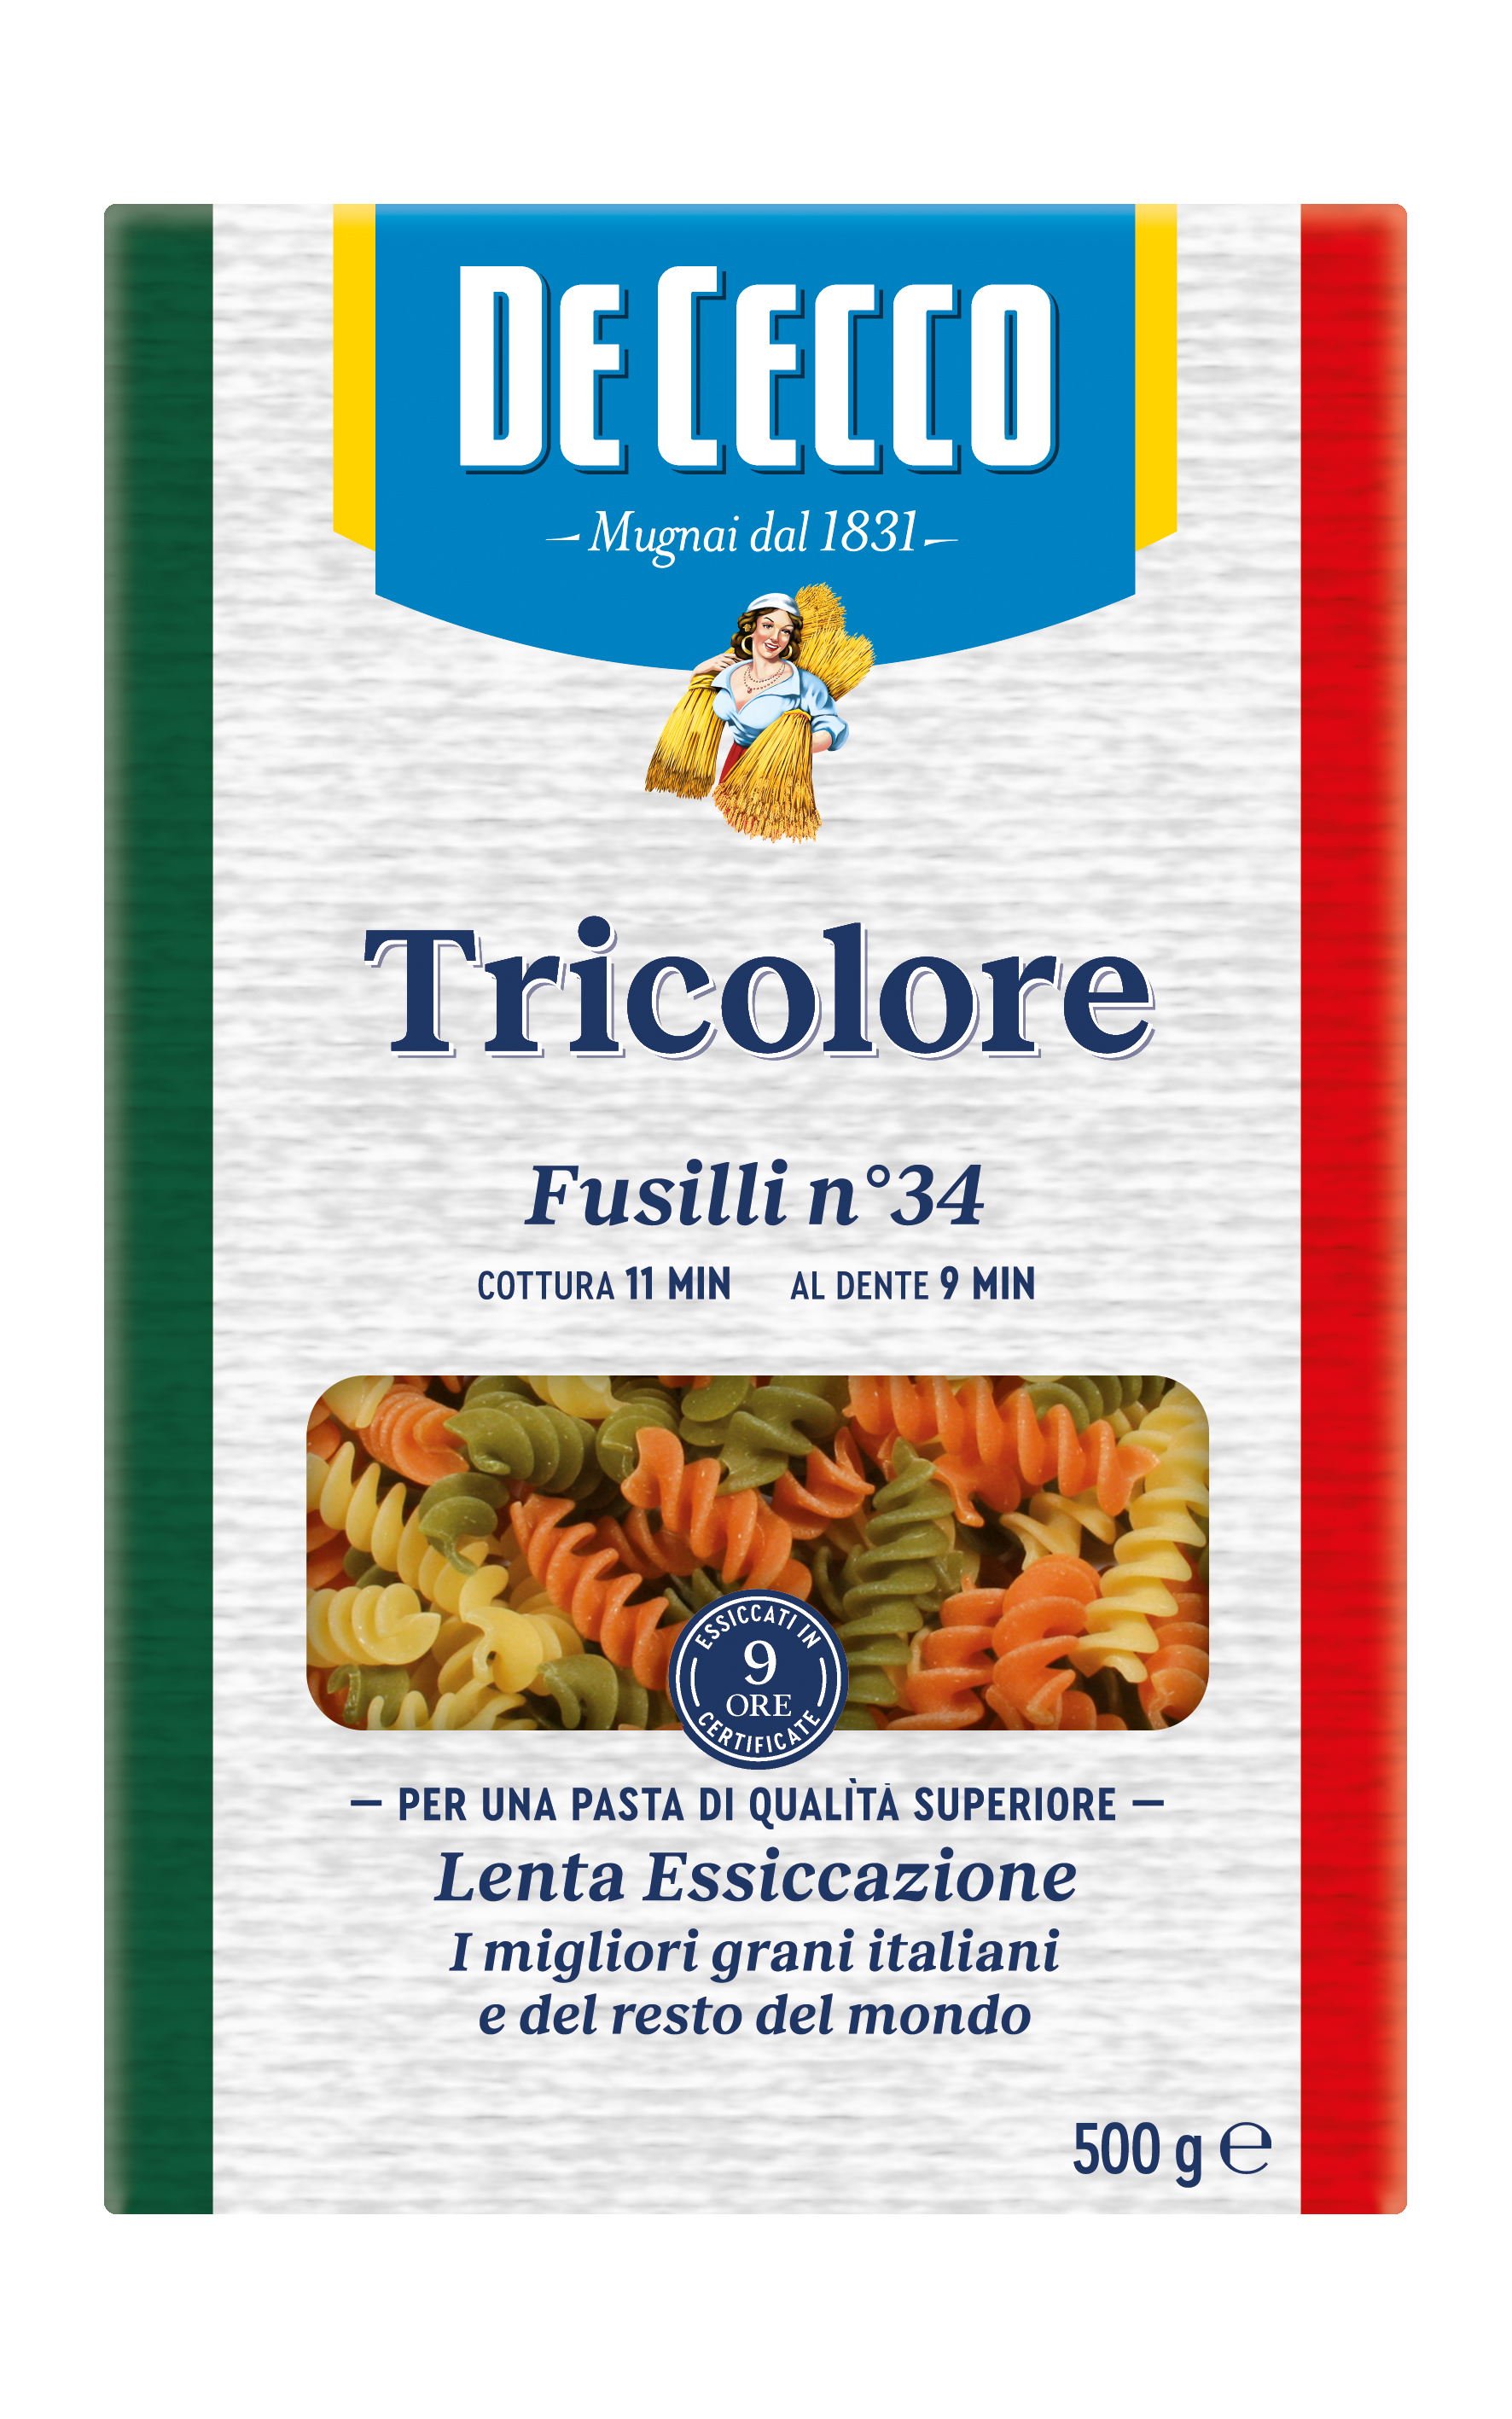 DE CECCO
Mugnai dal 1831
Tricolore
Fusilli n°34
COTTURA 11 MIN AL DENTE 9 MIN
ESSICCATI IN
9
ORE
CERTIFICATE
— PER UNA PASTA DI QUALÌTÀ SUPERIORE —
Lenta Essiccazione
I migliori grani italiani
e del resto del mondo
500 g ℮